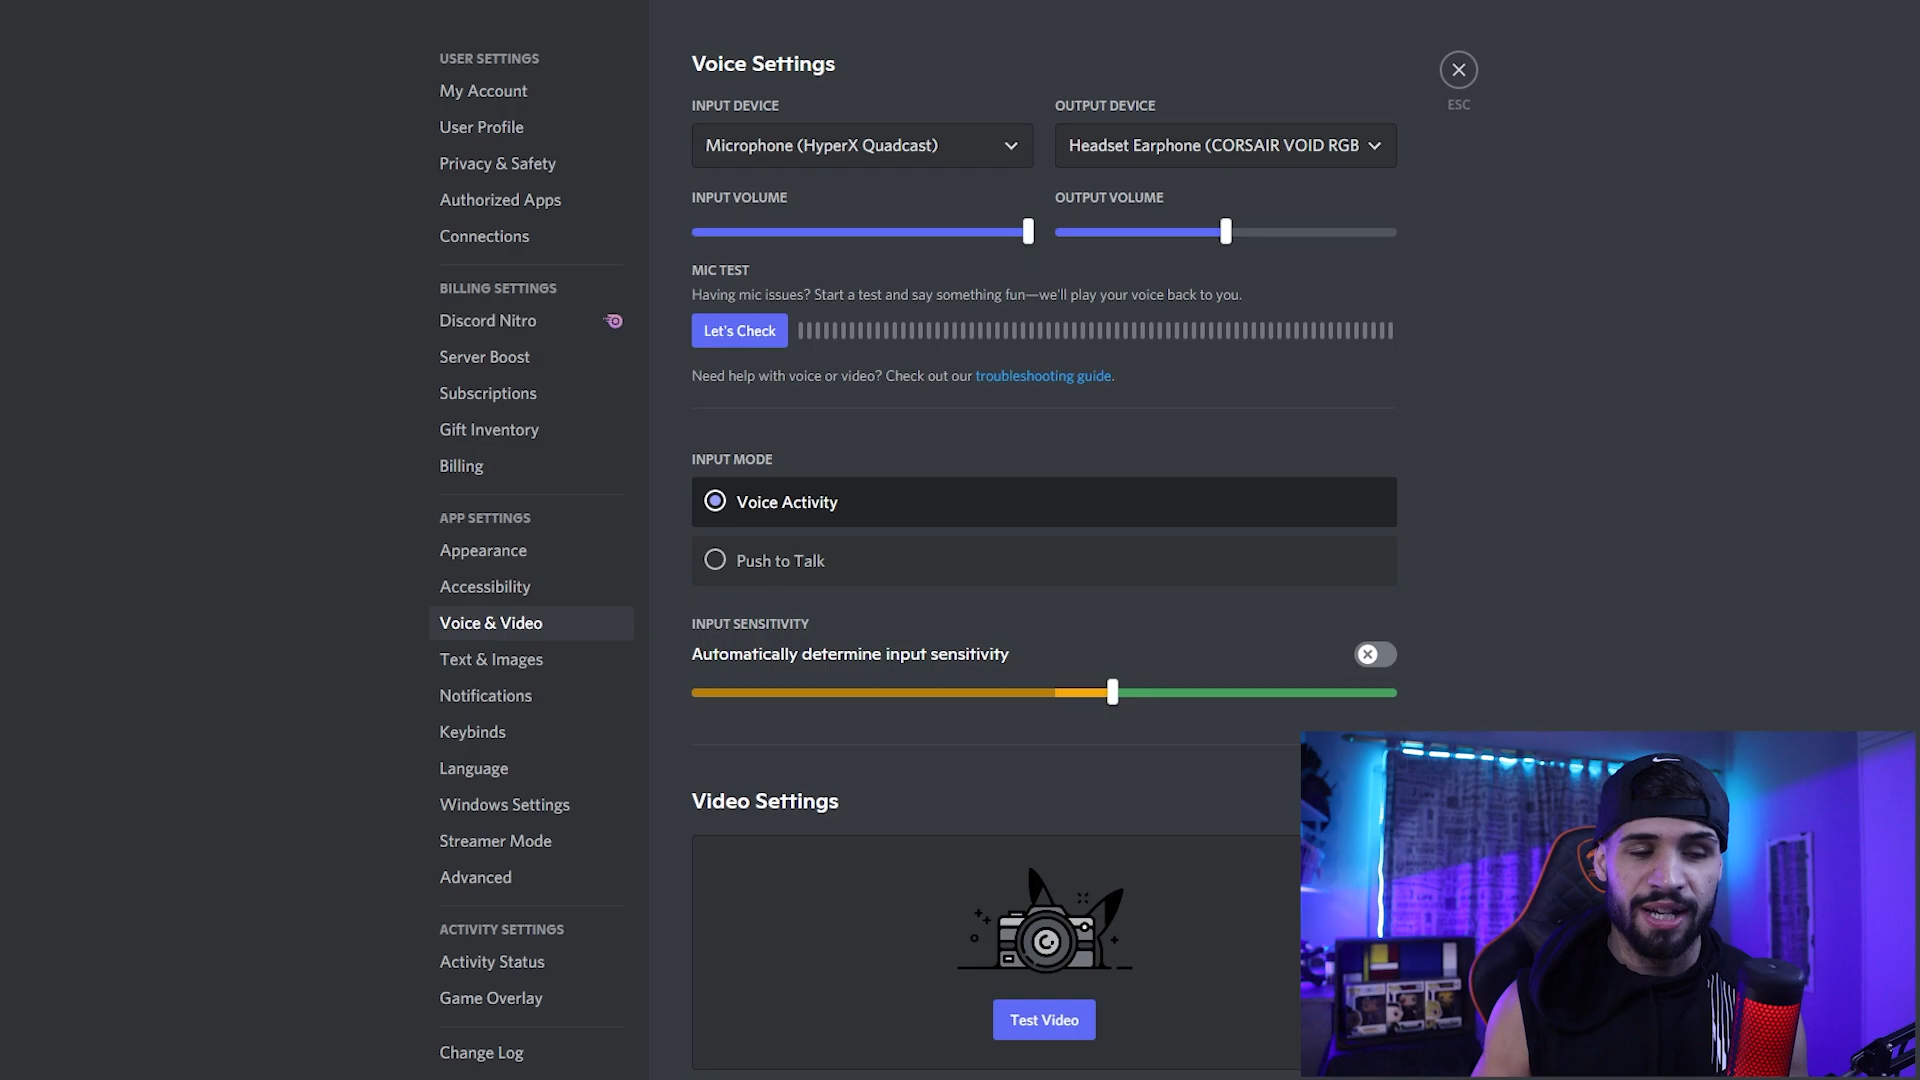 USER SETTINGS
My Account
User Profile
Privacy & Safety
Authorized Apps
Connections
BILLING SETTINGS
Discord Nitro
Server Boost
Subscriptions
Gift Inventory
Billing
APP SETTINGS
Appearance
Accessibility
Voice & Video
Text & Images
Notifications
Keybinds
Language
Windows Settings
Streamer Mode
Advanced
ACTIVITY SETTINGS
Activity Status
Game Overlay
Change Log
Voice Settings
ESC
INPUT DEVICE
OUTPUT DEVICE
Microphone (HyperX Quadcast)
Headset Earphone (CORSAIR VOID RGB
INPUT VOLUME
OUTPUT VOLUME
MIC TEST
Having mic issues? Start a test and say something fun—we'll play your voice back to you.
Let's Check
Need help with voice or video? Check out our troubleshooting guide.
INPUT MODE
Voice Activity
Push to Talk
INPUT SENSITIVITY
Automatically determine input sensitivity
Video Settings
Test Video